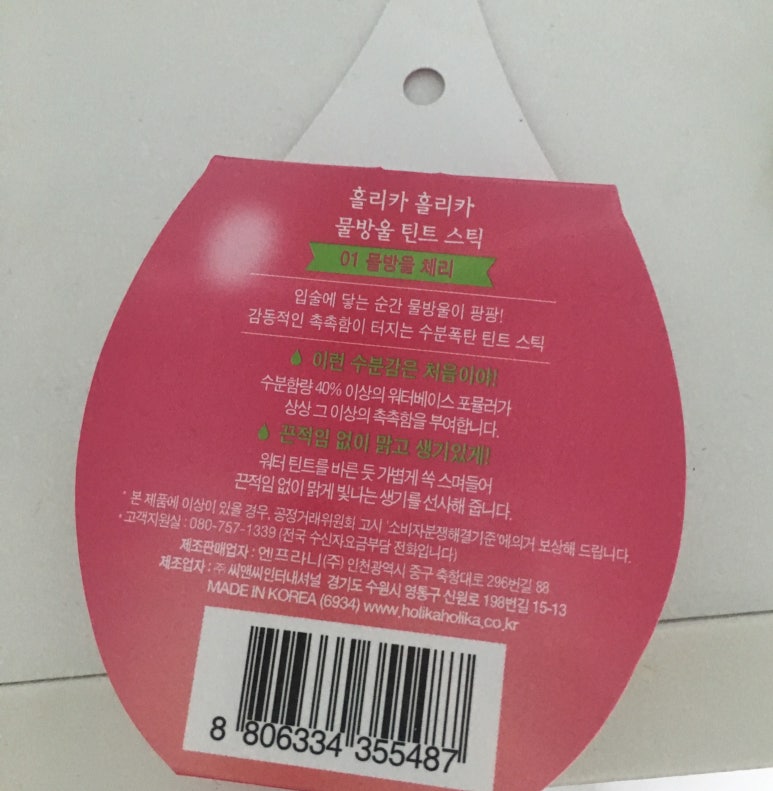 홀리카 홀리카
물방울 틴트 스틱
01 물방울 체리
입술에 닿는 순간 물방울이 팡팡!
감동적인 촉촉함이 터지는 수분폭탄 틴트 스틱
이런 수분감은 처음이야!
수분함량 40% 이상의 워터베이스 포뮬러가
상상 그 이상의 촉촉함을 부여합니다.
끈적임 없이 맑고 생기있게!
워터 틴트를 바른 듯 가볍게 쏙 스며들어
끈적임 없이 맑게 빛나는 생기를 선사해 줍니다.
* 본 제품에 이상이 있을 경우, 공정거래위원회 고시 '소비자분쟁해결기준'에의거 보상해 드립니다.
* 고객지원실 : 080-757-1339 (전국 수신자요금부담 전화입니다)
제조판매업자 : 엔프라니(주) 인천광역시 중구 축항대로 296번길 88
제조업자 : ㈜ 씨앤씨인터내셔널 경기도 수원시 영통구 신원로 198번길 15-13
MADE IN KOREA (6934) www.holikaholika.co.kr
8 806334 355487